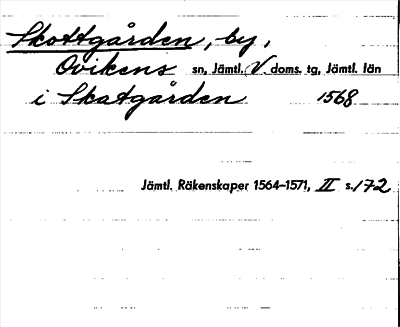 Skottgården, by,
Ovikens sn, Jämtl. V doms. tg, Jämtl. län
i Skatgården 1568
Jämtl. Räkenskaper 1564–1571, II s. 172